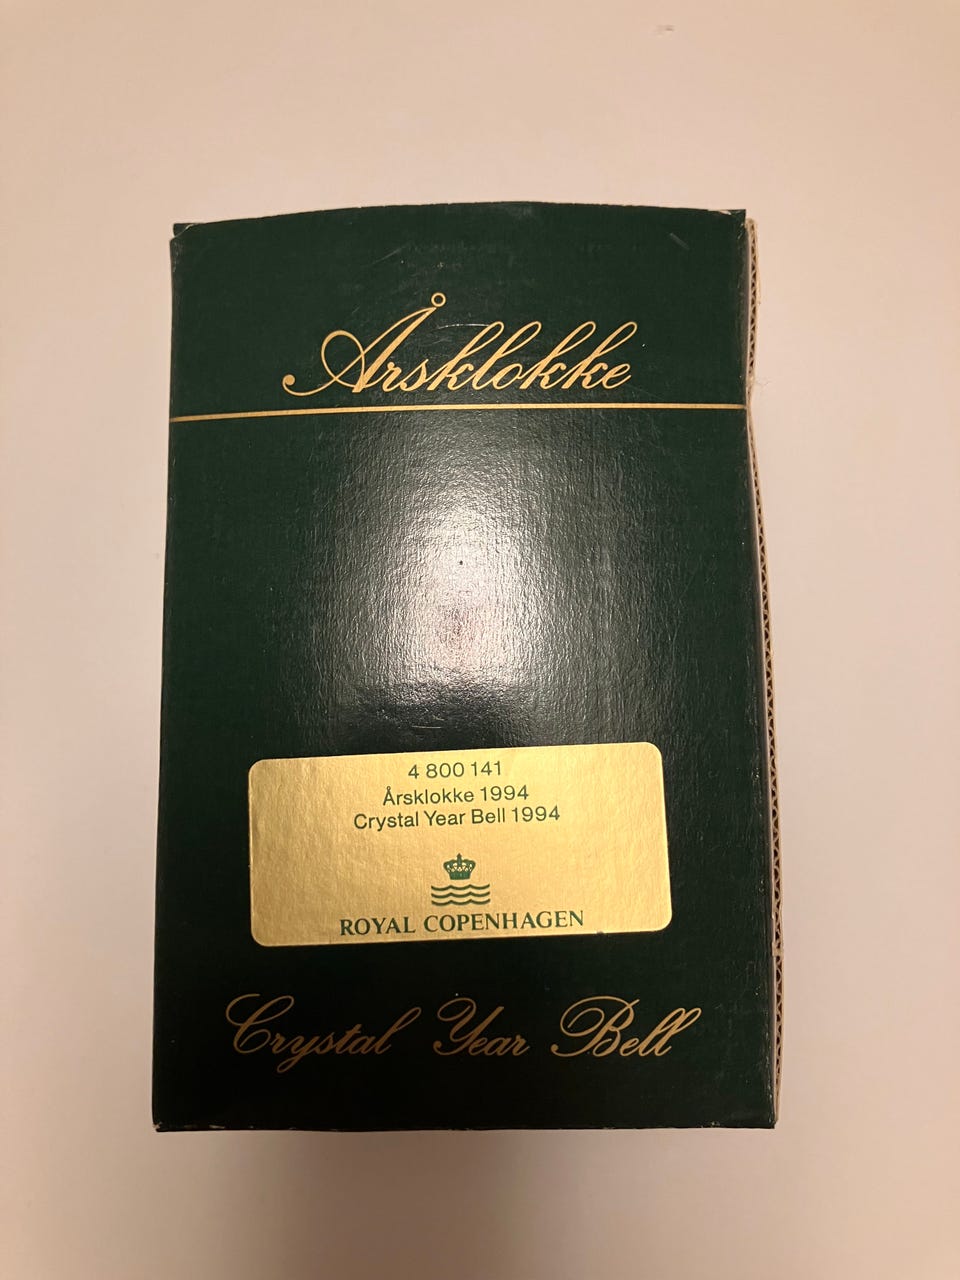 Årsklokke
4 800 141
Årsklokke 1994
Crystal Year Bell 1994
ROYAL COPENHAGEN
Crystal Year Bell